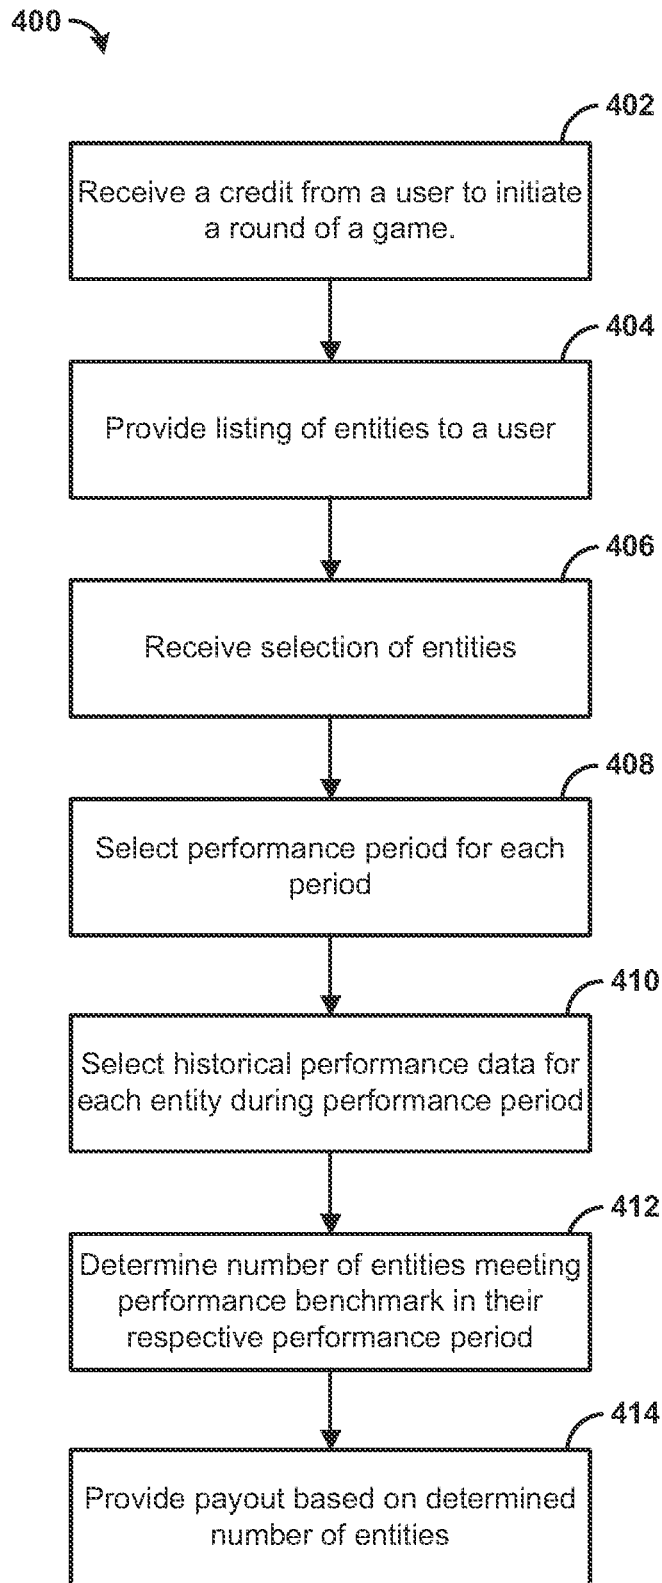 400
402
Receive a credit from a user to initiate
a round of a game.
404
Provide listing of entities to a user
406
Receive selection of entities
408
Select performance period for each
period
410
Select historical performance data for
each entity during performance period
412
Determine number of entities meeting
performance benchmark in their
respective performance period
414
Provide payout based on determined
number of entities